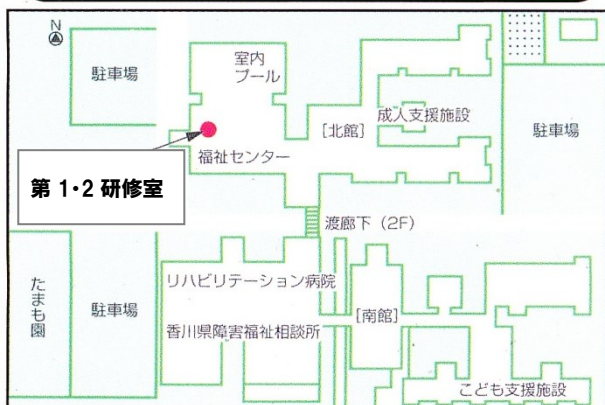 N
駐車場
室内
プール
[北館]
成人支援施設
駐車場
福祉センター
第 1・2 研修室
渡廊下（2F）
たまも園
駐車場
リハビリテーション病院
香川県障害福祉相談所
[南館]
こども支援施設